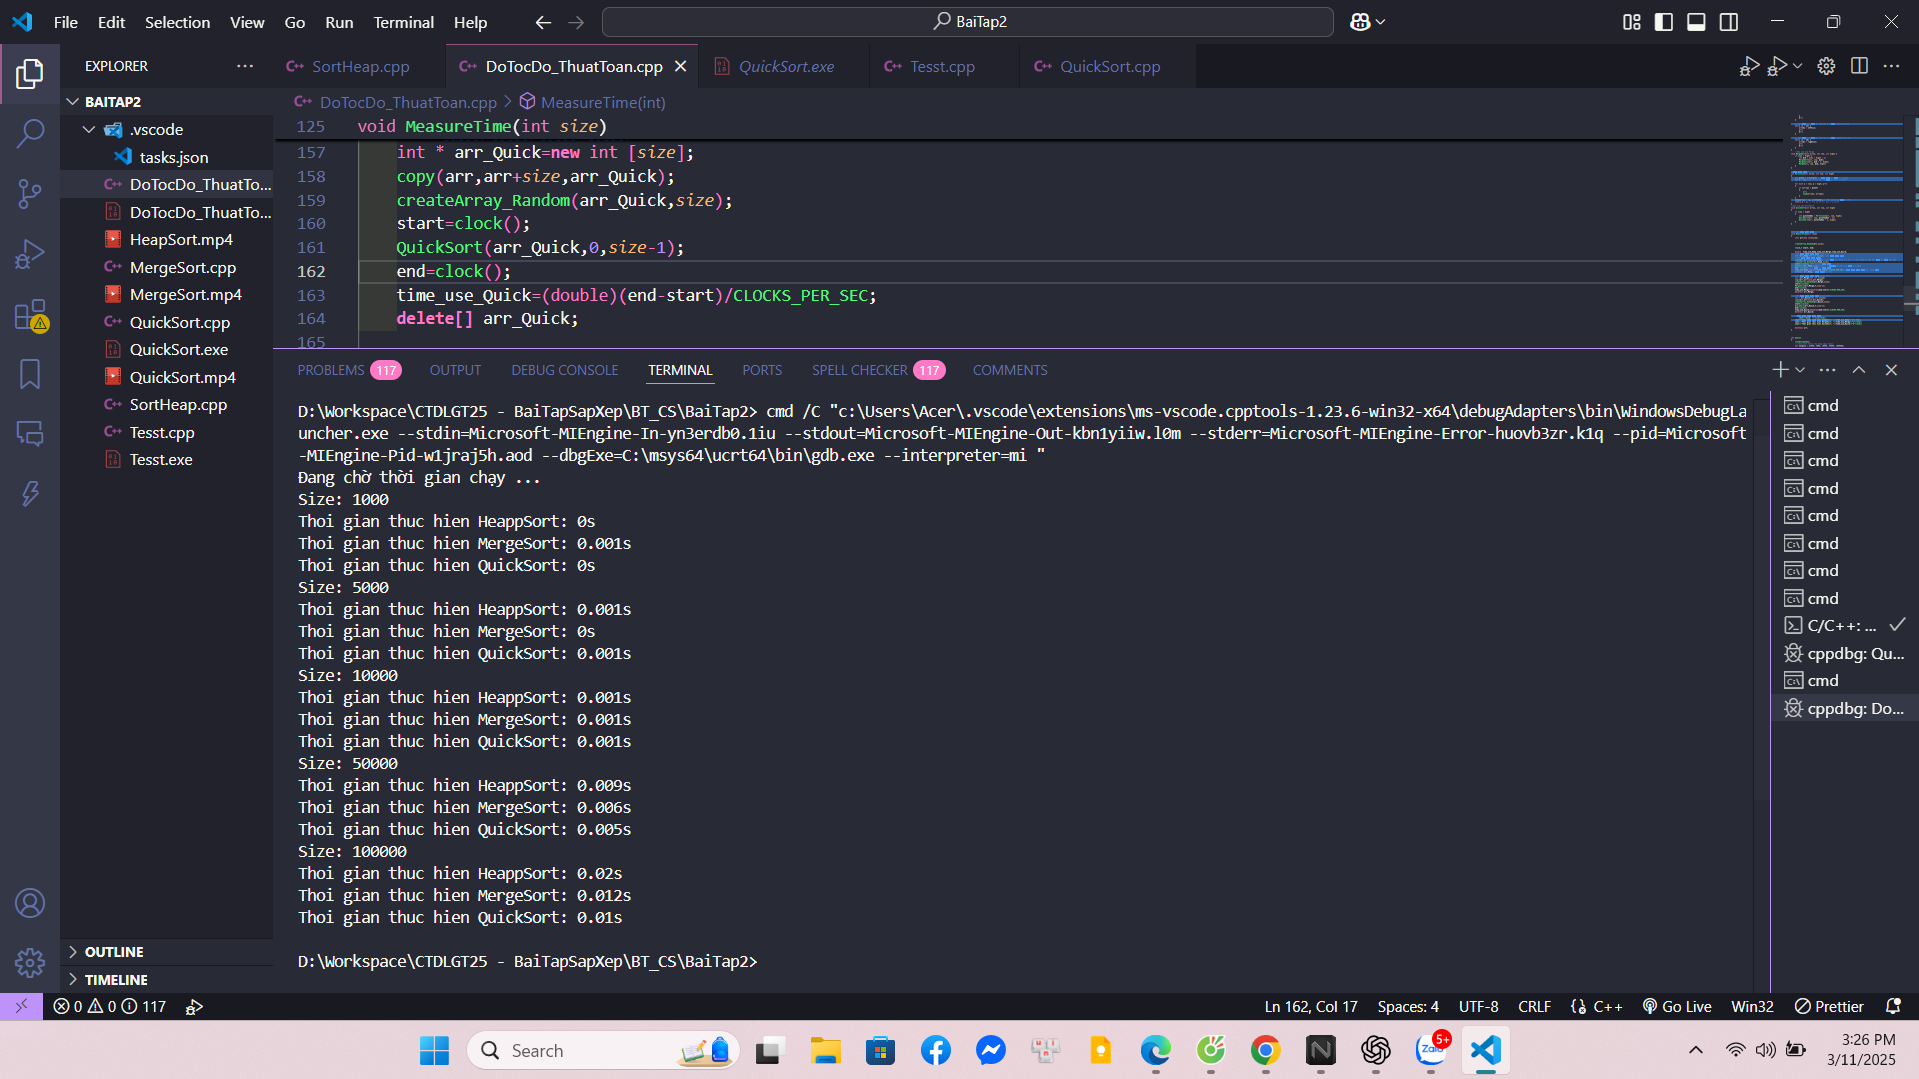 File Edit Selection View Go Run Terminal Help
BaiTap2
EXPLORER
SortHeap.cpp
DoTocDo_ThuatToan.cpp
QuickSort.exe
Tesst.cpp
QuickSort.cpp
BAITAP2
.vscode
tasks.json
DoTocDo_ThuatTo...
DoTocDo_ThuatTo...
HeapSort.mp4
MergeSort.cpp
MergeSort.mp4
QuickSort.cpp
QuickSort.exe
QuickSort.mp4
SortHeap.cpp
Tesst.cpp
Tesst.exe
OUTLINE
TIMELINE
DoTocDo_ThuatToan.cpp > MeasureTime(int)
125 void MeasureTime(int size)
157 int * arr_Quick=new int [size];
158 copy(arr,arr+size,arr_Quick);
159 createArray_Random(arr_Quick,size);
160 start=clock();
161 QuickSort(arr_Quick,0,size-1);
162 end=clock();
163 time_use_Quick=(double)(end-start)/CLOCKS_PER_SEC;
164 delete[] arr_Quick;
165
PROBLEMS 117 OUTPUT DEBUG CONSOLE TERMINAL PORTS SPELL CHECKER 117 COMMENTS
D:\Workspace\CTDLGT25 - BaiTapSapXep\BT_CS\BaiTap2> cmd /C "c:\Users\Acer\.vscode\extensions\ms-vscode.cpptools-1.23.6-win32-x64\debugAdapters\bin\WindowsDebugLa
uncher.exe --stdin=Microsoft-MIEngine-In-yn3erdb0.1iu --stdout=Microsoft-MIEngine-Out-kbn1yiiw.l0m --stderr=Microsoft-MIEngine-Error-huovb3zr.k1q --pid=Microsoft
-MIEngine-Pid-w1jraj5h.aod --dbgExe=C:\msys64\ucrt64\bin\gdb.exe --interpreter=mi "
Đang chờ thời gian chạy ...
Size: 1000
Thoi gian thuc hien HeappSort: 0s
Thoi gian thuc hien MergeSort: 0.001s
Thoi gian thuc hien QuickSort: 0s
Size: 5000
Thoi gian thuc hien HeappSort: 0.001s
Thoi gian thuc hien MergeSort: 0s
Thoi gian thuc hien QuickSort: 0.001s
Size: 10000
Thoi gian thuc hien HeappSort: 0.001s
Thoi gian thuc hien MergeSort: 0.001s
Thoi gian thuc hien QuickSort: 0.001s
Size: 50000
Thoi gian thuc hien HeappSort: 0.009s
Thoi gian thuc hien MergeSort: 0.006s
Thoi gian thuc hien QuickSort: 0.005s
Size: 100000
Thoi gian thuc hien HeappSort: 0.02s
Thoi gian thuc hien MergeSort: 0.012s
Thoi gian thuc hien QuickSort: 0.01s
D:\Workspace\CTDLGT25 - BaiTapSapXep\BT_CS\BaiTap2>
cmd
cmd
cmd
cmd
cmd
cmd
cmd
cmd
C/C++: ...
cppdbg: Qu...
cmd
cppdbg: Do...
0 0 117
Ln 162, Col 17 Spaces: 4 UTF-8 CRLF C++ Go Live Win32 Prettier
Search
Zalo
5+
3:26 PM
3/11/2025